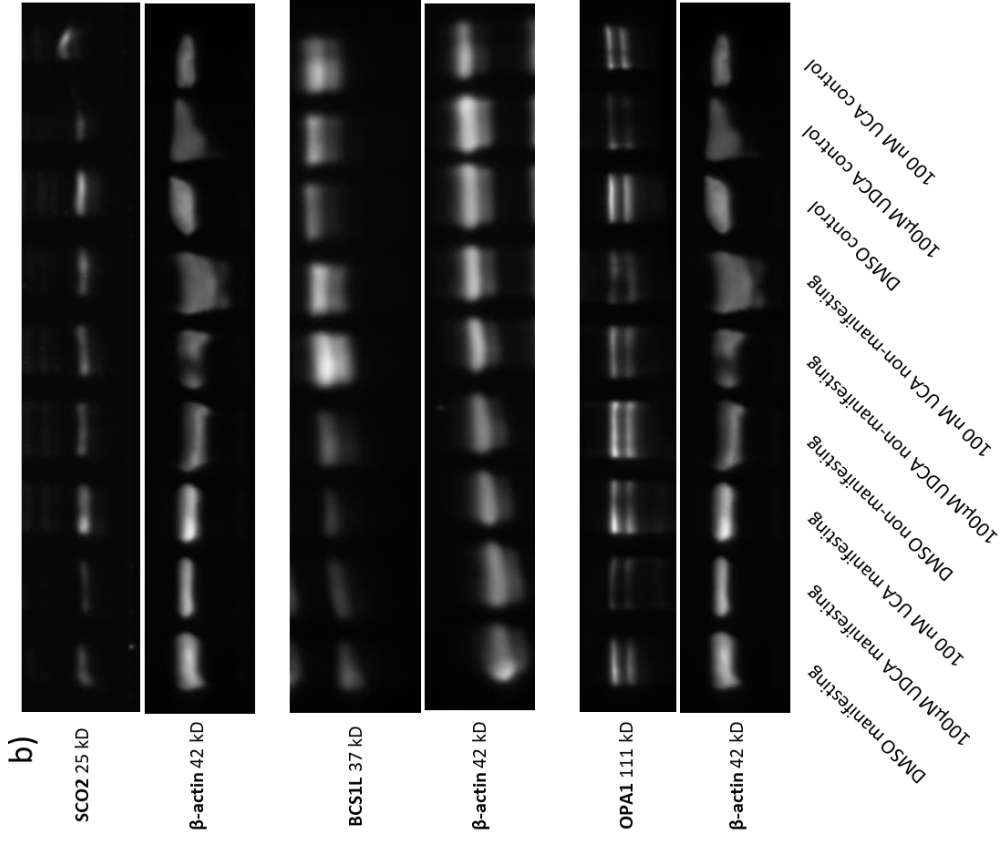 b)
SCO2 25 kD
β-actin 42 kD
BCS1L 37 kD
β-actin 42 kD
OPA1 111 kD
β-actin 42 kD
DMSO manifesting
100µM UDCA manifesting
100 nM UCA manifesting
DMSO non-manifesting
100µM UDCA non-manifesting
100 nM UCA non-manifesting
DMSO control
100µM UDCA control
100 nM UCA control